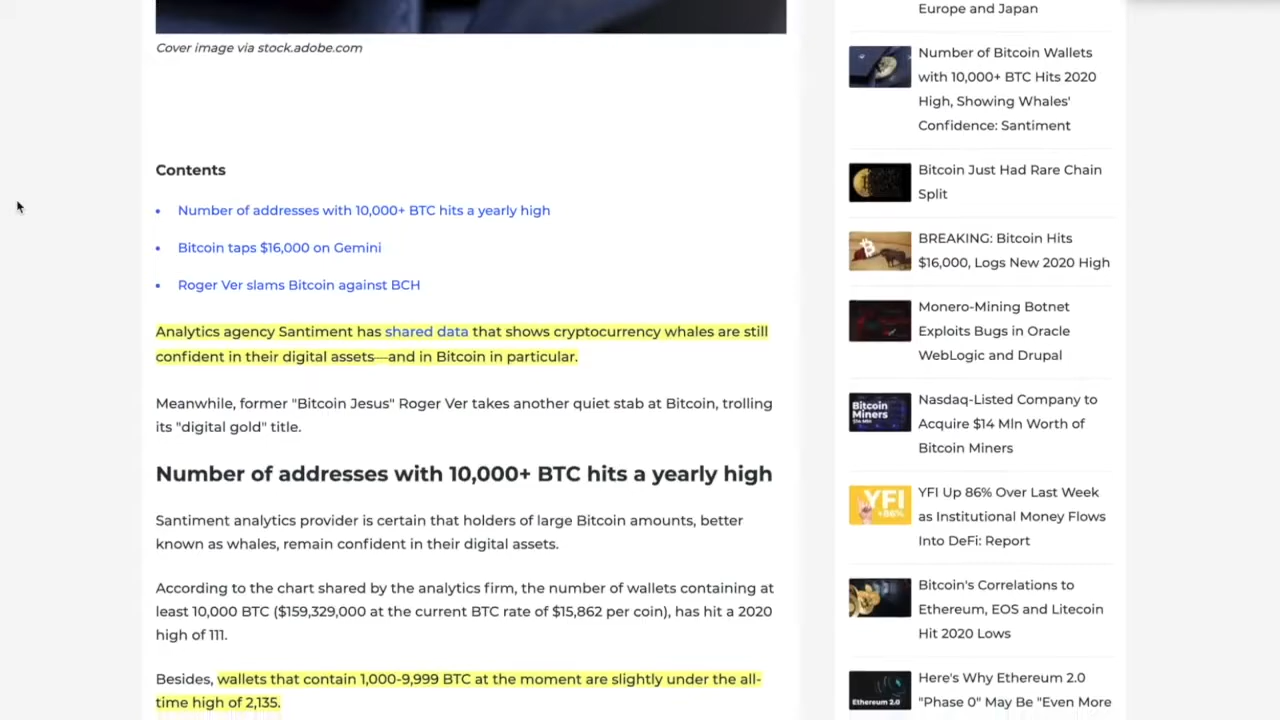 Cover image via stock.adobe.com
Contents
• Number of addresses with 10,000+ BTC hits a yearly high
• Bitcoin taps $16,000 on Gemini
• Roger Ver slams Bitcoin against BCH
Analytics agency Santiment has shared data that shows cryptocurrency whales are still
confident in their digital assets—and in Bitcoin in particular.
Meanwhile, former "Bitcoin Jesus" Roger Ver takes another quiet stab at Bitcoin, trolling
its "digital gold" title.
Number of addresses with 10,000+ BTC hits a yearly high
Santiment analytics provider is certain that holders of large Bitcoin amounts, better
known as whales, remain confident in their digital assets.
According to the chart shared by the analytics firm, the number of wallets containing at
least 10,000 BTC ($159,329,000 at the current BTC rate of $15,862 per coin), has hit a 2020
high of 111.
Besides, wallets that contain 1,000-9,999 BTC at the moment are slightly under the all-
time high of 2,135.
Europe and Japan
Number of Bitcoin Wallets
with 10,000+ BTC Hits 2020
High, Showing Whales'
Confidence: Santiment
Bitcoin Just Had Rare Chain
Split
BREAKING: Bitcoin Hits
$16,000, Logs New 2020 High
Monero-Mining Botnet
Exploits Bugs in Oracle
WebLogic and Drupal
Bitcoin
Miners
$14 Mln
Nasdaq-Listed Company to
Acquire $14 Mln Worth of
Bitcoin Miners
YFI
+86%
YFI Up 86% Over Last Week
as Institutional Money Flows
Into DeFi: Report
Bitcoin's Correlations to
Ethereum, EOS and Litecoin
Hit 2020 Lows
Ethereum 2.0
Here's Why Ethereum 2.0
"Phase 0" May Be "Even More